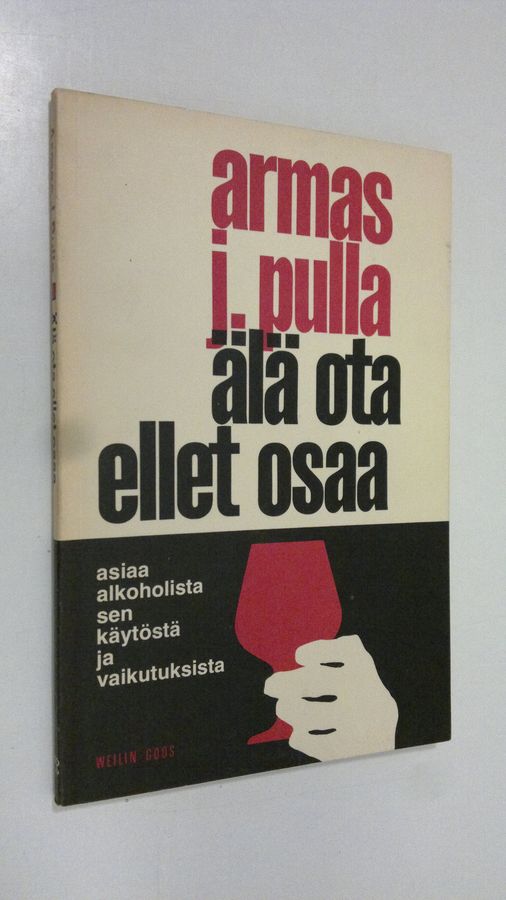 armas
j. pulla
älä ota
ellet osaa
asiaa
alkoholista
sen
käytöstä
ja
vaikutuksista
WEILIN GÖÖS